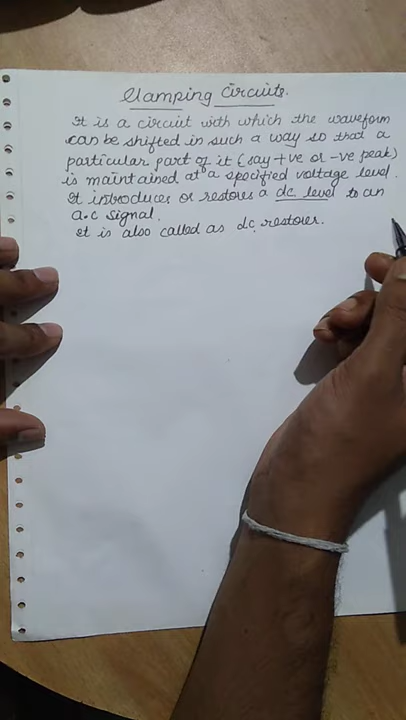 Clamping Circuits.
It is a circuit with which the waveform
can be shifted in such a way so that a
particular part of it (say +ve or -ve peak)
is maintained at a specified voltage level.
It introduces or restores a dc level to an
a.c signal.
It is also called as d.c. restorer.